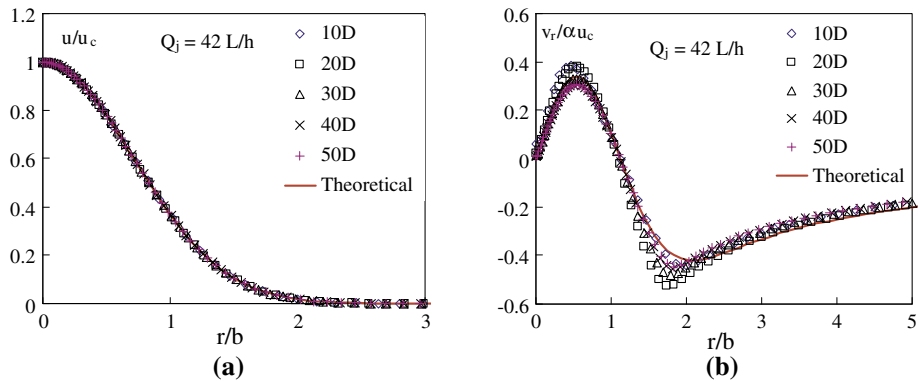 u/u_c
Q_j = 42 L/h
10D
20D
30D
40D
50D
Theoretical
1.2
1
0.8
0.6
0.4
0.2
0
0
1
2
3
r/b
(a)
v_r/αu_c
Q_j = 42 L/h
10D
20D
30D
40D
50D
Theoretical
0.6
0.4
0.2
0
-0.2
-0.4
-0.6
0
1
2
3
4
5
r/b
(b)